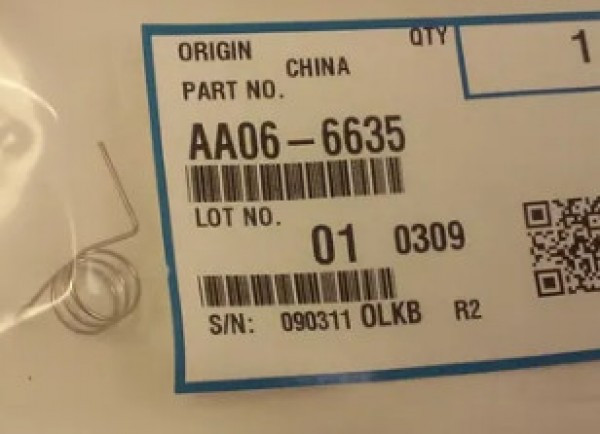 ORIGIN CHINA QTY 1
PART NO.
AA06-6635
LOT NO.
01 0309
S/N: 090311 OLKB R2